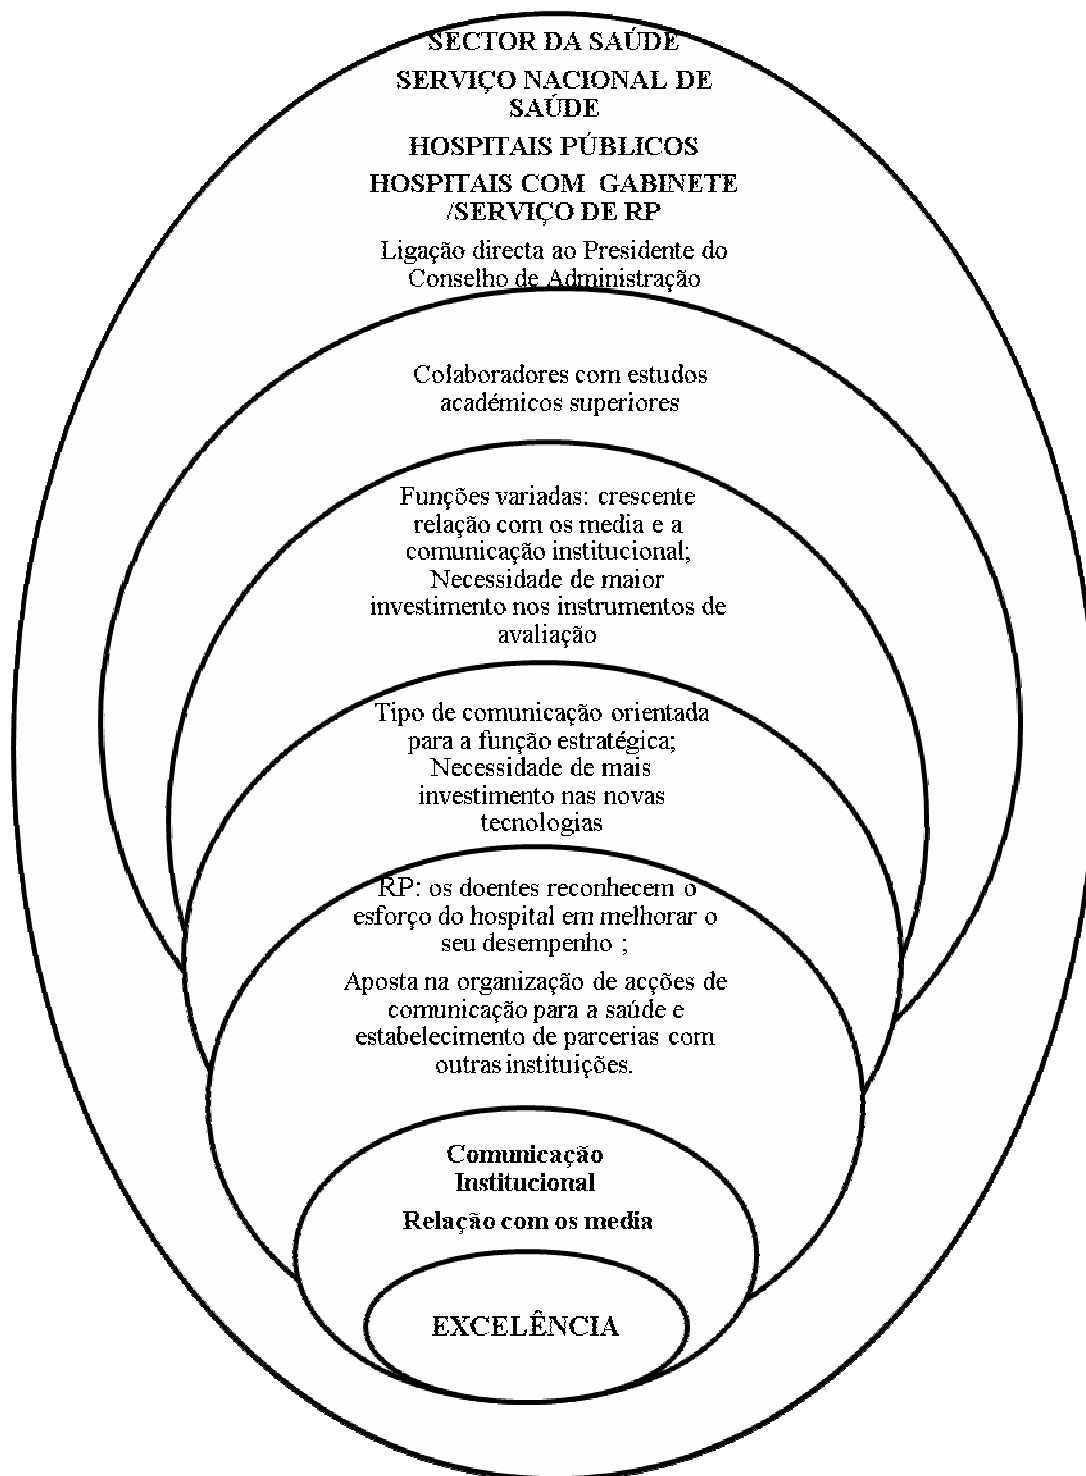 SECTOR DA SAÚDE
SERVIÇO NACIONAL DE
SAÚDE
HOSPITAIS PÚBLICOS
HOSPITAIS COM GABINETE
/SERVIÇO DE RP
Ligação directa ao Presidente do
Conselho de Administração
Colaboradores com estudos
académicos superiores
Funções variadas: crescente
relação com os media e a
comunicação institucional;
Necessidade de maior
investimento nos instrumentos de
avaliação
Tipo de comunicação orientada
para a função estratégica;
Necessidade de mais
investimento nas novas
tecnologias
RP: os doentes reconhecem o
esforço do hospital em melhorar o
seu desempenho ;
Aposta na organização de acções de
comunicação para a saúde e
estabelecimento de parcerias com
outras instituições.
Comunicação
Institucional
Relação com os media
EXCELÊNCIA